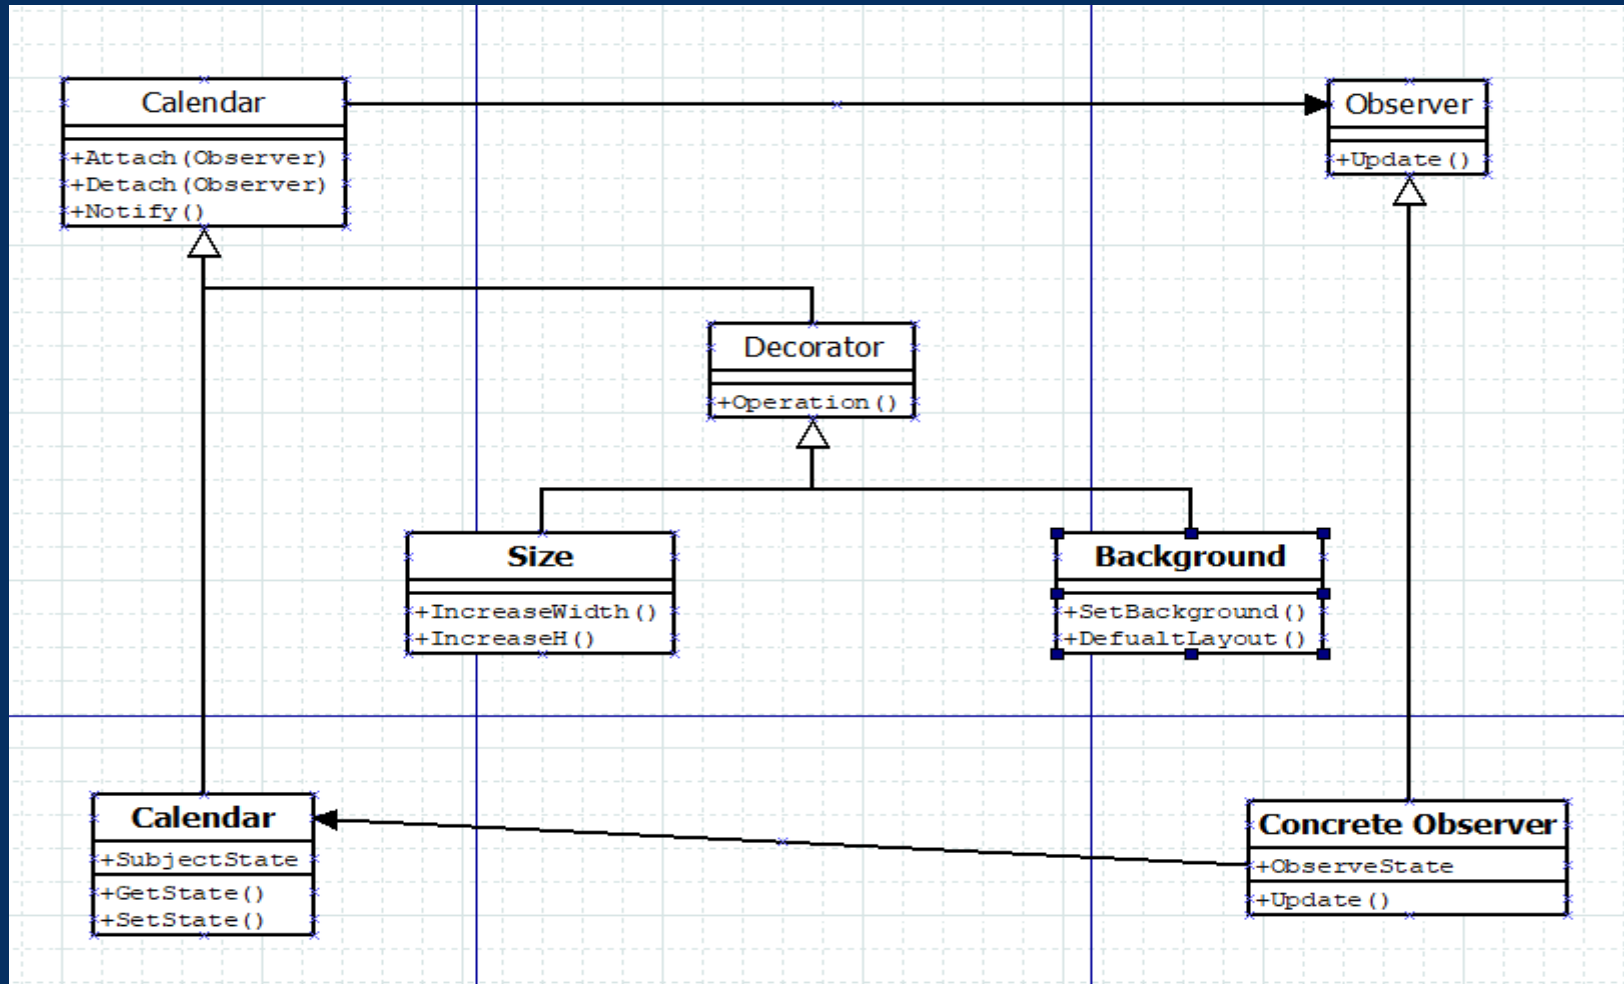 Calendar
+Attach(Observer)
+Detach(Observer)
+Notify()
Observer
+Update()
Decorator
+Operation()
Size
+IncreaseWidth()
+IncreaseH()
Background
+SetBackground()
+DefualtLayout()
Calendar
+SubjectState
+GetState()
+SetState()
Concrete Observer
+ObserveState
+Update()